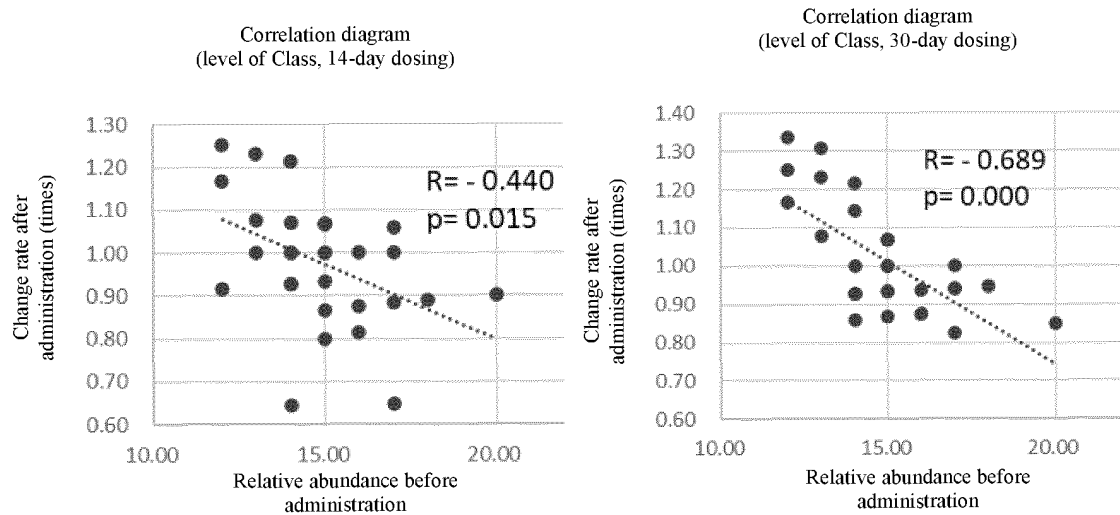 Correlation diagram
(level of Class, 14-day dosing)
Change rate after
administration (times)
1.30
1.20
1.10
1.00
0.90
0.80
0.70
0.60
R= - 0.440
p= 0.015
10.00
15.00
20.00
Relative abundance before
administration
Correlation diagram
(level of Class, 30-day dosing)
Change rate after
administration (times)
1.40
1.30
1.20
1.10
1.00
0.90
0.80
0.70
0.60
R= - 0.689
p= 0.000
10.00
15.00
20.00
Relative abundance before
administration